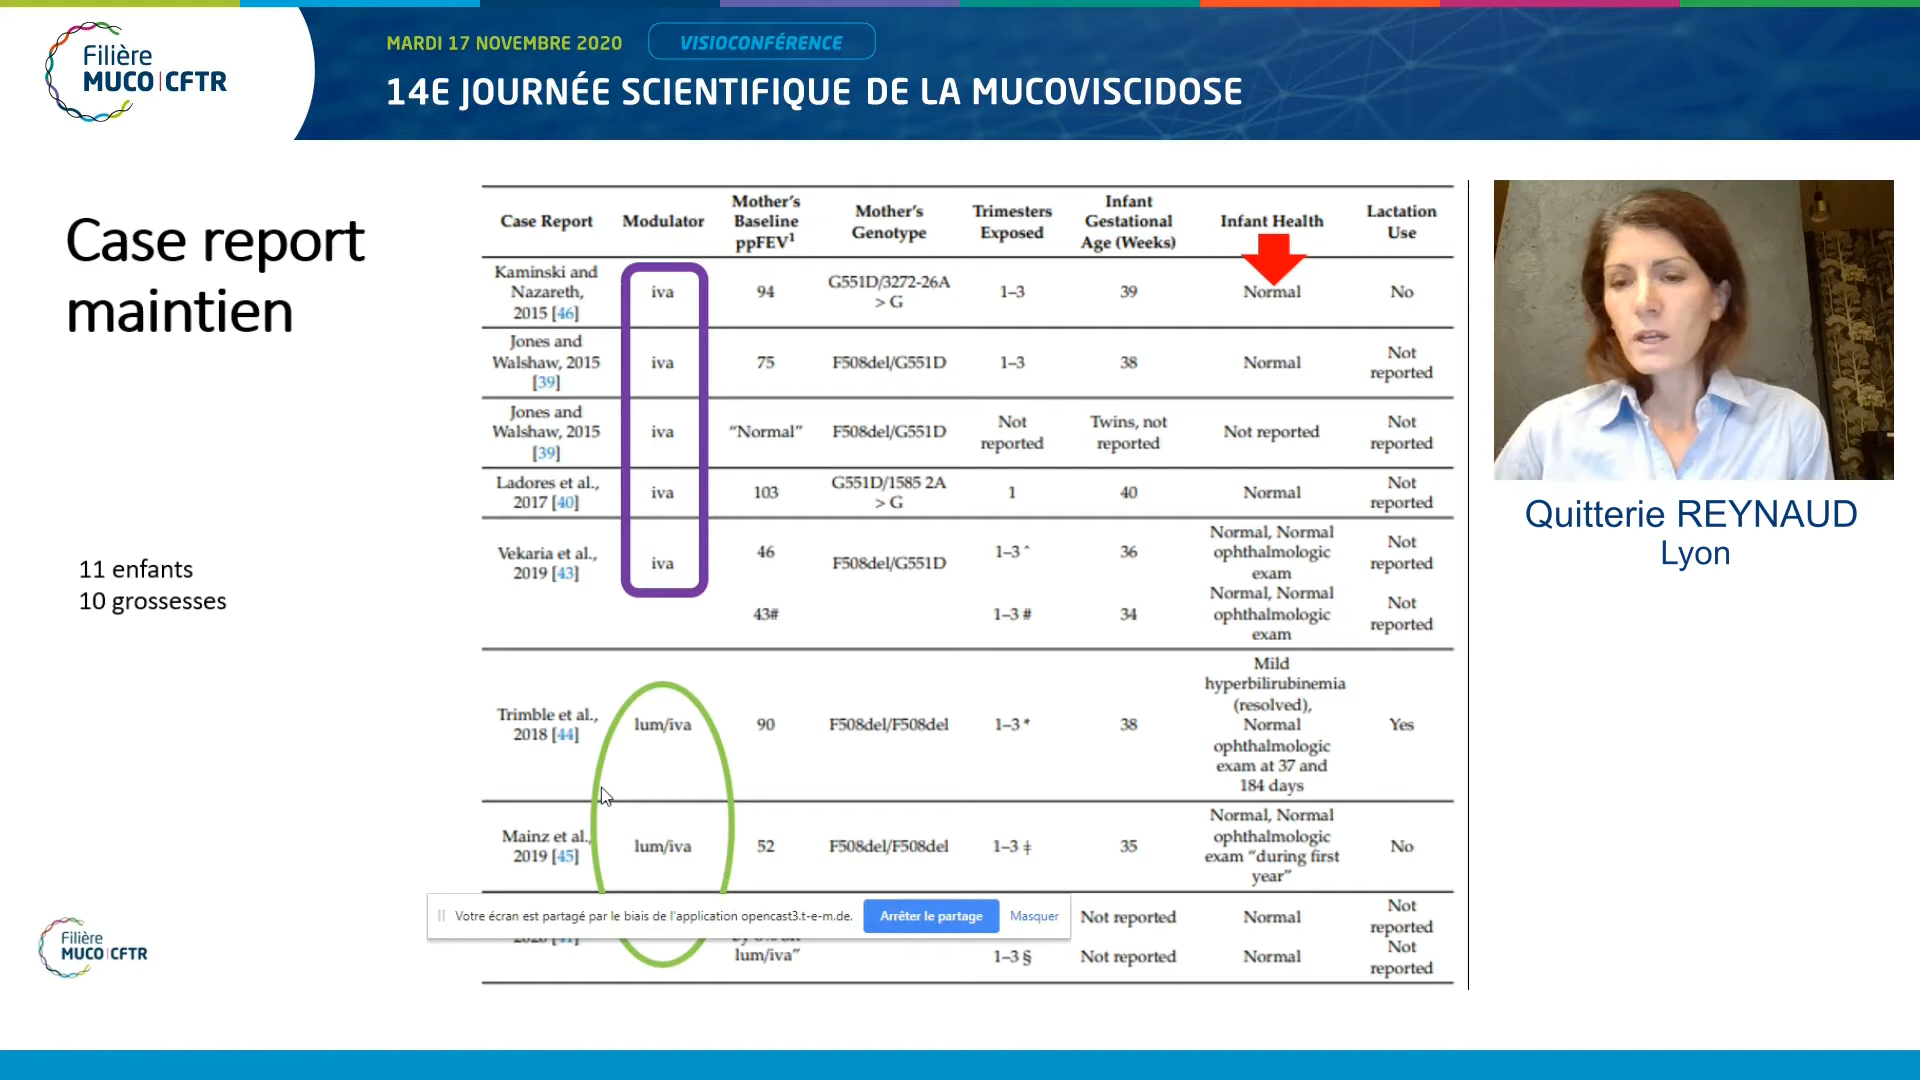 Filière
MUCO CFTR
MARDI 17 NOVEMBRE 2020
VISIOCONFÉRENCE
14E JOURNÉE SCIENTIFIQUE DE LA MUCOVISCIDOSE
Case report
maintien
11 enfants
10 grossesses
Case Report
Modulator
Mother's
Baseline
ppFEV1
Mother's
Genotype
Trimesters
Exposed
Infant
Gestational
Age (Weeks)
Infant Health
Lactation
Use
Kaminski and
Nazareth,
2015 [46]
iva
94
G551D/3272-26A
> G
1–3
39
Normal
No
Jones and
Walshaw, 2015
[39]
iva
75
F508del/G551D
1–3
38
Normal
Not
reported
Jones and
Walshaw, 2015
[39]
iva
"Normal"
F508del/G551D
Not
reported
Twins, not
reported
Not reported
Not
reported
Ladores et al.,
2017 [40]
iva
103
G551D/1585 2A
> G
1
40
Normal
Not
reported
Vekaria et al.,
2019 [43]
iva
46
F508del/G551D
1–3 ^
36
Normal, Normal
ophthalmologic
exam
Not
reported
43#
1–3 #
34
Normal, Normal
ophthalmologic
exam
Not
reported
Trimble et al.,
2018 [44]
lum/iva
90
F508del/F508del
1–3 *
38
Mild
hyperbilirubinemia
(resolved),
Normal
ophthalmologic
exam at 37 and
184 days
Yes
Mainz et al.,
2019 [45]
lum/iva
52
F508del/F508del
1–3 ‡
35
Normal, Normal
ophthalmologic
exam "during first
year"
No
Votre écran est partagé par le biais de l'application opencast3.t-e-m.de.
Arrêter le partage
Masquer
Not reported
Normal
Not
reported
lum/iva"
1–3 §
Not reported
Normal
Not
reported
Quitterie REYNAUD
Lyon
Filière
MUCO CFTR